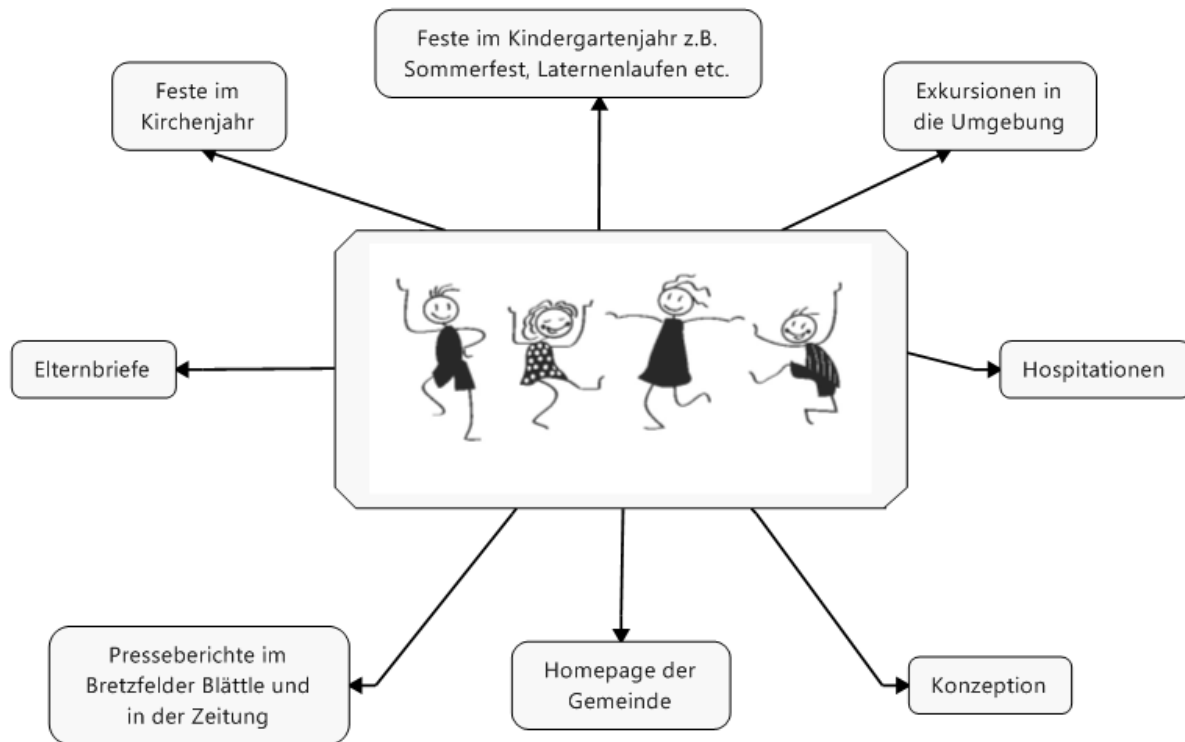 Feste im Kindergartenjahr z.B.
Sommerfest, Laternenlaufen etc.
Feste im
Kirchenjahr
Exkursionen in
die Umgebung
Elternbriefe
Hospitationen
Presseberichte im
Bretzfelder Blättle und
in der Zeitung
Homepage der
Gemeinde
Konzeption